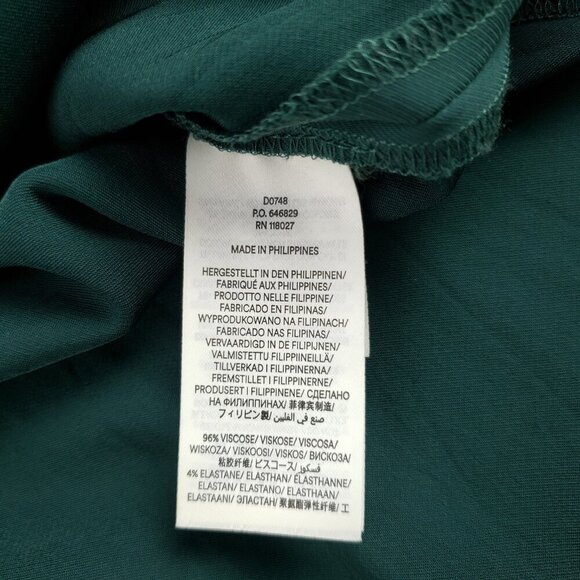 D0748
P.O. 646829
RN 118027
MADE IN PHILIPPINES
HERGESTELLT IN DEN PHILIPPINEN/
FABRIQUÉ AUX PHILIPPINES/
PRODOTTO NELLE FILIPPINE/
FABRICADO EN FILIPINAS/
WYPRODUKOWANO NA FILIPINACH/
FABRICADO NAS FILIPINAS/
VERVAARDIGD IN DE FILIPIJNEN/
VALMISTETTU FILIPPIINEILLÄ/
TILLVERKAD I FILIPPINERNA/
FREMSTILLET I FILIPPINERNE/
PRODUSERT I FILIPPINENE/ СДЕЛАНО
НА ФИЛИППИНАХ/ 菲律宾制造/
フィリピン製/ صنع في الفلبين/
96% VISCOSE/ VISKOSE/ VISCOSA/
WISKOZA/ VISKOOSI/ VISKOS/ ВИСКОЗА/
粘胶纤维/ ビスコース/ فسكوز/
4% ELASTANE/ ELASTHAN/ ELASTHANNE/
ELASTAN/ ELASTANO/ ELASTHAAN/
ELASTAANI/ ЭЛАСТАН/ 聚氨酯弹性纤维/ エ